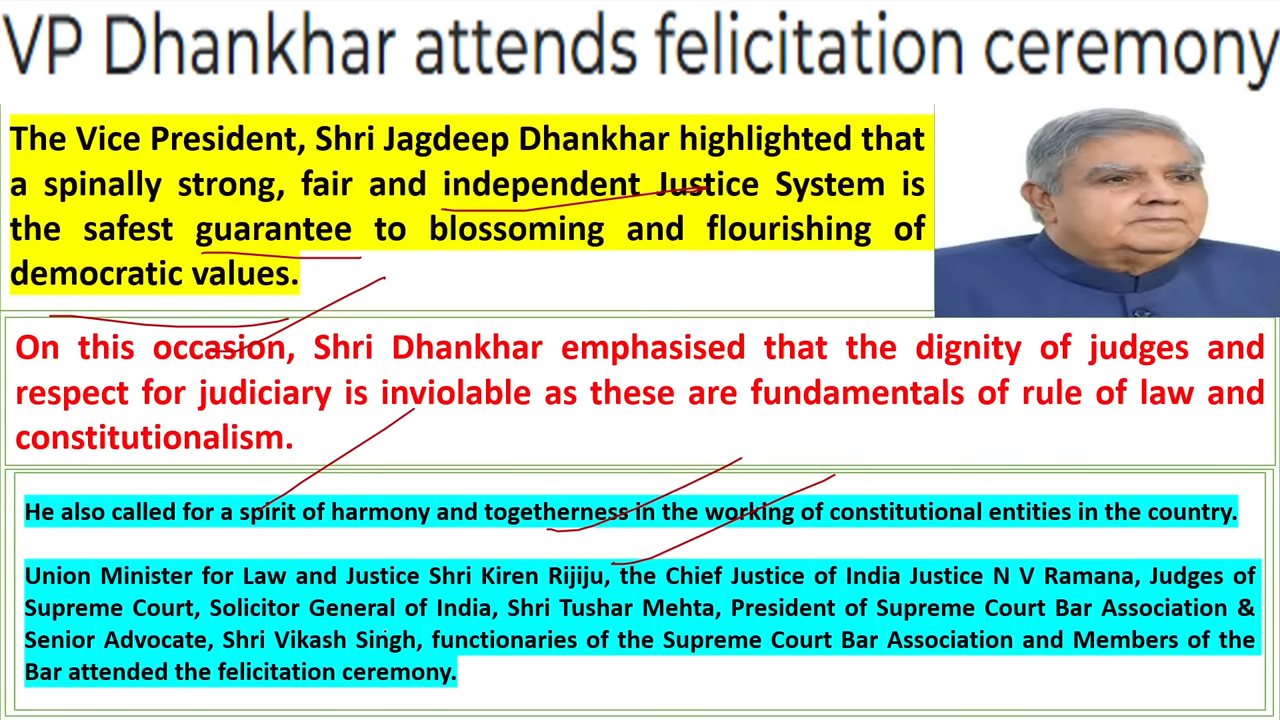 VP Dhankhar attends felicitation ceremony
The Vice President, Shri Jagdeep Dhankhar highlighted that
a spinally strong, fair and independent Justice System is
the safest guarantee to blossoming and flourishing of
democratic values.
On this occasion, Shri Dhankhar emphasised that the dignity of judges and
respect for judiciary is inviolable as these are fundamentals of rule of law and
constitutionalism.
He also called for a spirit of harmony and togetherness in the working of constitutional entities in the country.
Union Minister for Law and Justice Shri Kiren Rijiju, the Chief Justice of India Justice N V Ramana, Judges of
Supreme Court, Solicitor General of India, Shri Tushar Mehta, President of Supreme Court Bar Association &
Senior Advocate, Shri Vikash Singh, functionaries of the Supreme Court Bar Association and Members of the
Bar attended the felicitation ceremony.